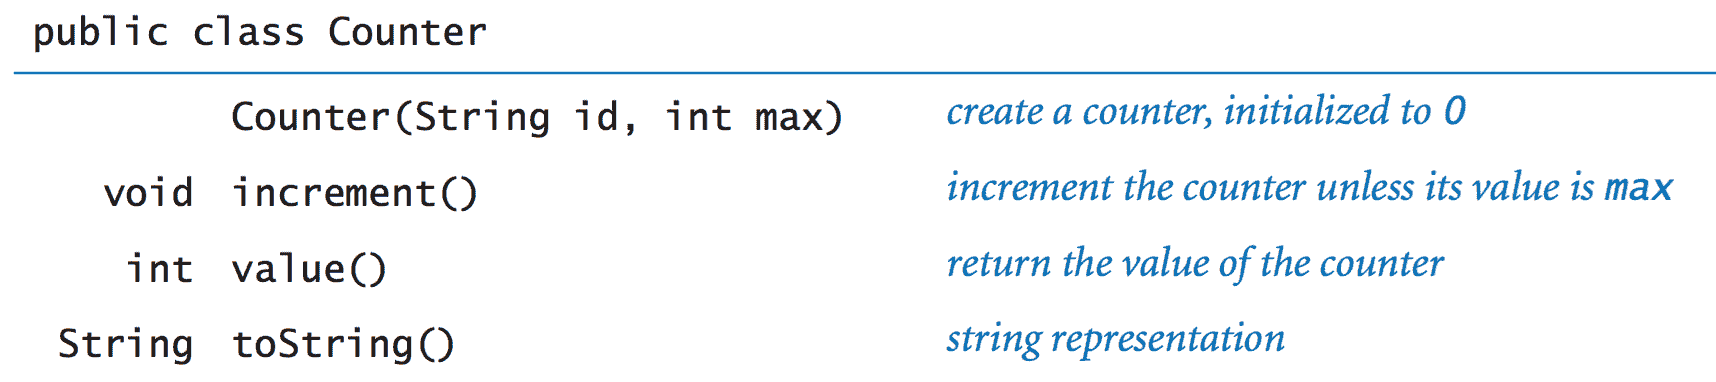 public class Counter
Counter(String id, int max) create a counter, initialized to 0
void increment() increment the counter unless its value is max
int value() return the value of the counter
String toString() string representation